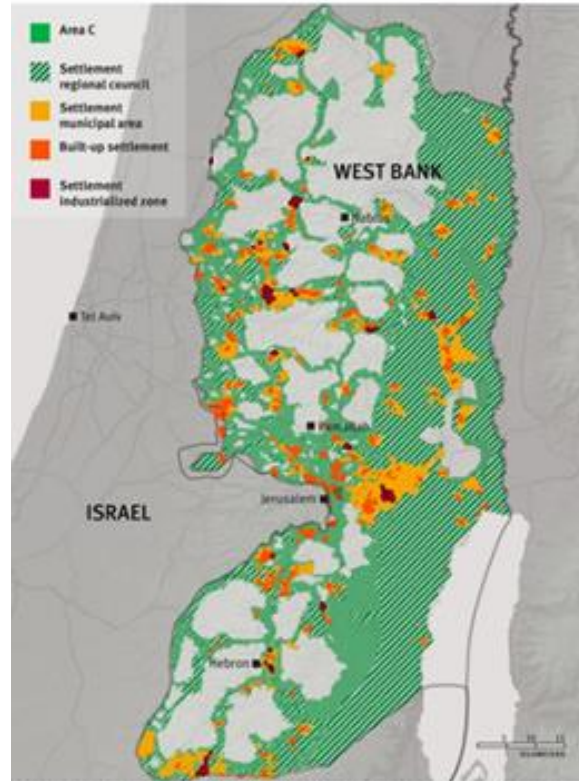 Area C
Settlement
regional council
Settlement
municipal area
Built-up settlement
Settlement
industrialized zone
WEST BANK
Tel Aviv
Jerusalem
ISRAEL
Hebron